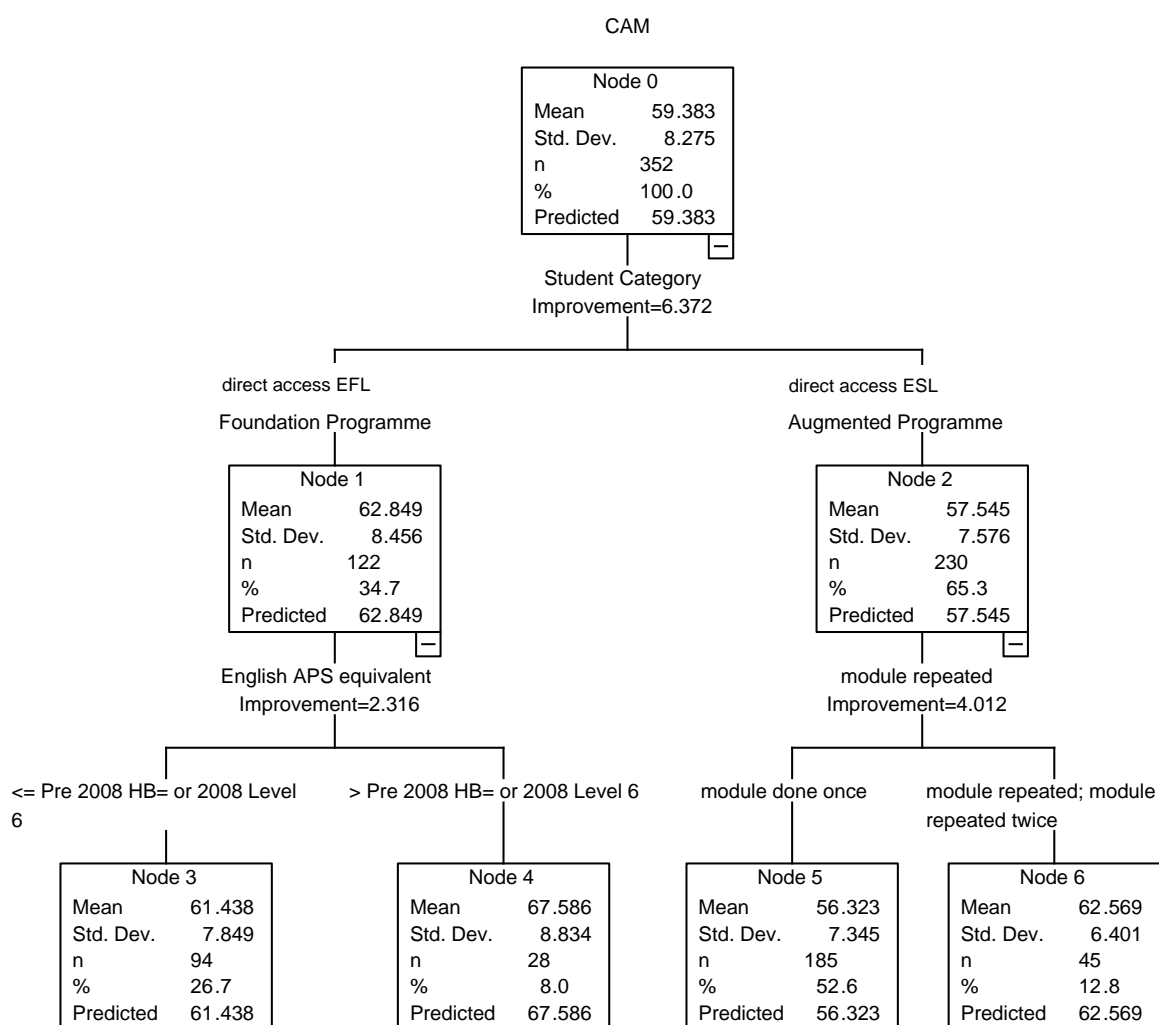 CAM
Node 0
Mean 59.383
Std. Dev. 8.275
n 352
% 100.0
Predicted 59.383
Student Category
Improvement=6.372
direct access EFL
Foundation Programme
direct access ESL
Augmented Programme
Node 1
Mean 62.849
Std. Dev. 8.456
n 122
% 34.7
Predicted 62.849
Node 2
Mean 57.545
Std. Dev. 7.576
n 230
% 65.3
Predicted 57.545
English APS equivalent
Improvement=2.316
module repeated
Improvement=4.012
<= Pre 2008 HB= or 2008 Level
6
> Pre 2008 HB= or 2008 Level 6
module done once
module repeated; module
repeated twice
Node 3
Mean 61.438
Std. Dev. 7.849
n 94
% 26.7
Predicted 61.438
Node 4
Mean 67.586
Std. Dev. 8.834
n 28
% 8.0
Predicted 67.586
Node 5
Mean 56.323
Std. Dev. 7.345
n 185
% 52.6
Predicted 56.323
Node 6
Mean 62.569
Std. Dev. 6.401
n 45
% 12.8
Predicted 62.569